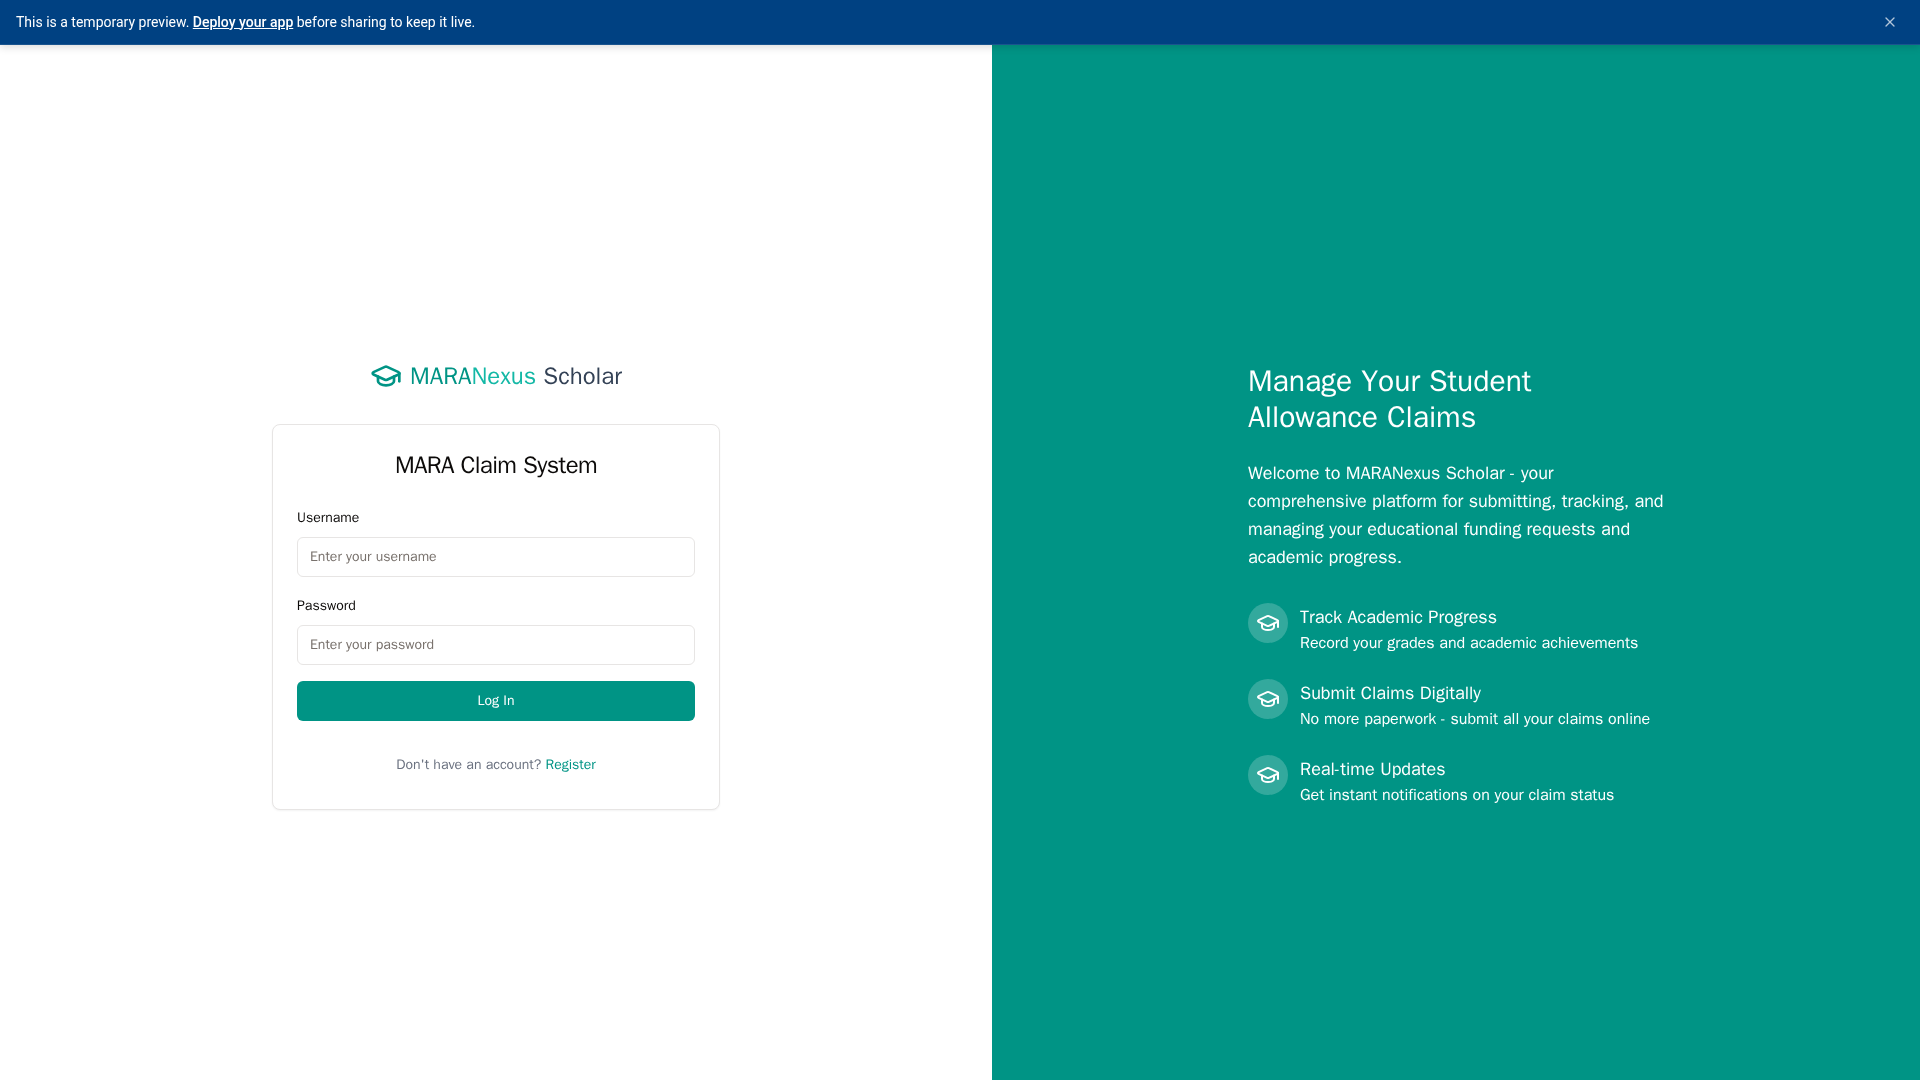 This is a temporary preview. Deploy your app before sharing to keep it live.
MARANexus Scholar
MARA Claim System
Username
Enter your username
Password
Enter your password
Log In
Don't have an account? Register
Manage Your Student
Allowance Claims
Welcome to MARANexus Scholar - your
comprehensive platform for submitting, tracking, and
managing your educational funding requests and
academic progress.
Track Academic Progress
Record your grades and academic achievements
Submit Claims Digitally
No more paperwork - submit all your claims online
Real-time Updates
Get instant notifications on your claim status